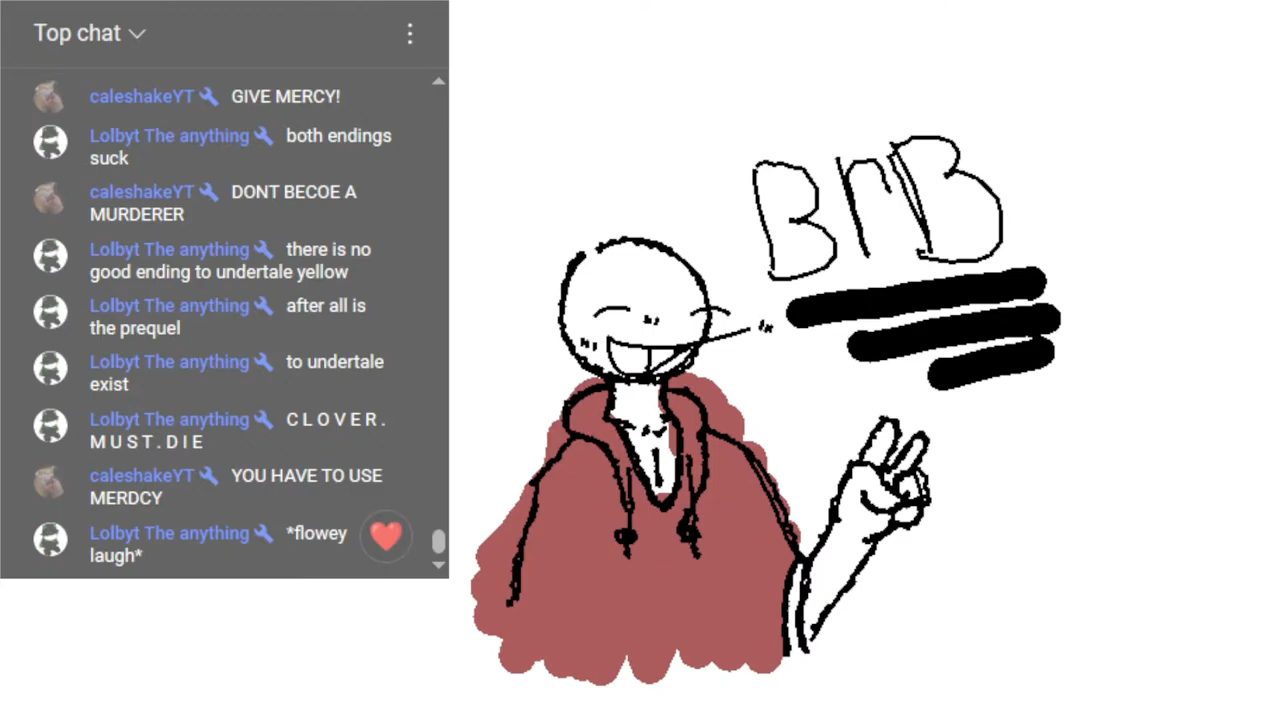 Top chat
caleshakeYT GIVE MERCY!
Lolbyt The anything both endings
suck
caleshakeYT DONT BECOE A
MURDERER
Lolbyt The anything there is no
good ending to undertale yellow
Lolbyt The anything after all is
the prequel
Lolbyt The anything to undertale
exist
Lolbyt The anything C L O V E R .
M U S T . D I E
caleshakeYT YOU HAVE TO USE
MERDCY
Lolbyt The anything *flowey
laugh*
BrB